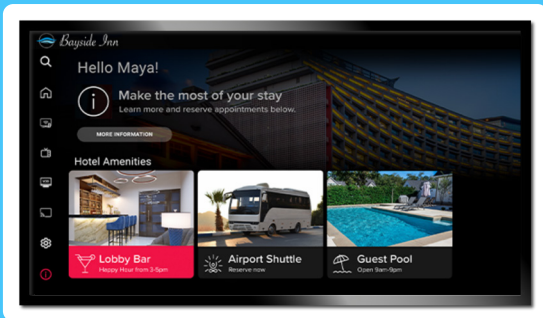 Bayside Inn
Hello Maya!
Make the most of your stay
Learn more and reserve appointments below.
MORE INFORMATION
Hotel Amenities
Lobby Bar
Happy Hour from 3-5pm
Airport Shuttle
Reserve now
Guest Pool
Open 9am-9pm